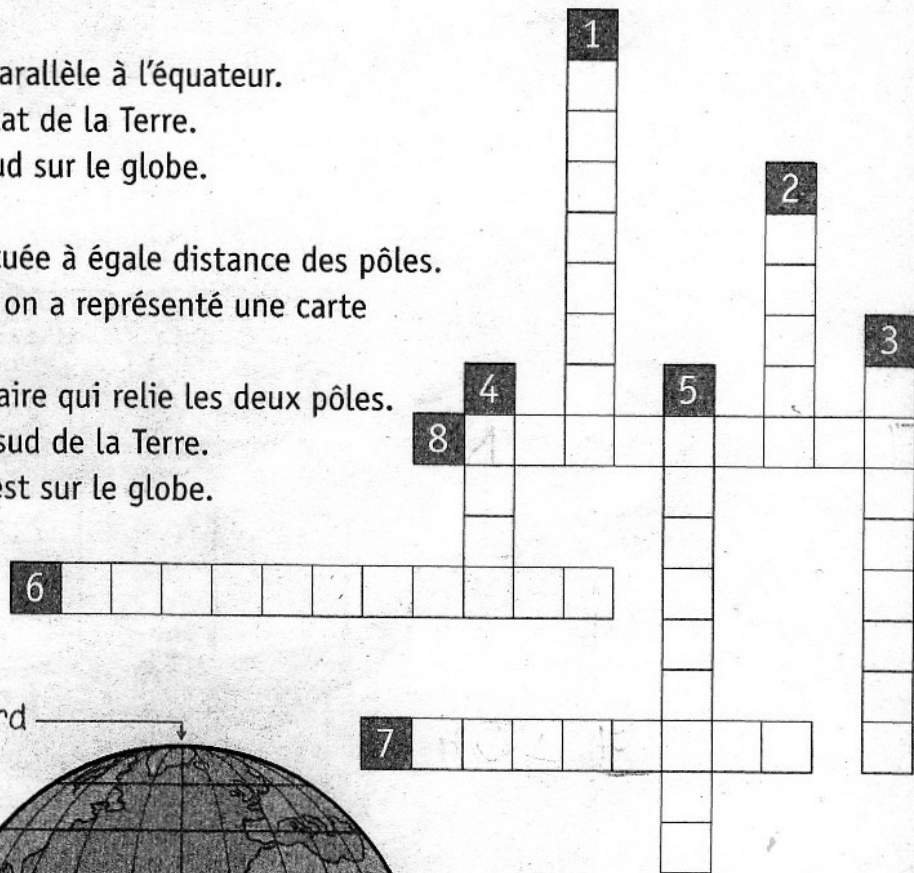 arallèle à l'équateur.
at de la Terre.
ud sur le globe.
uée à égale distance des pôles.
on a représenté une carte
aire qui relie les deux pôles.
sud de la Terre.
est sur le globe.
1
2
3
4
5
8
6
rd
7